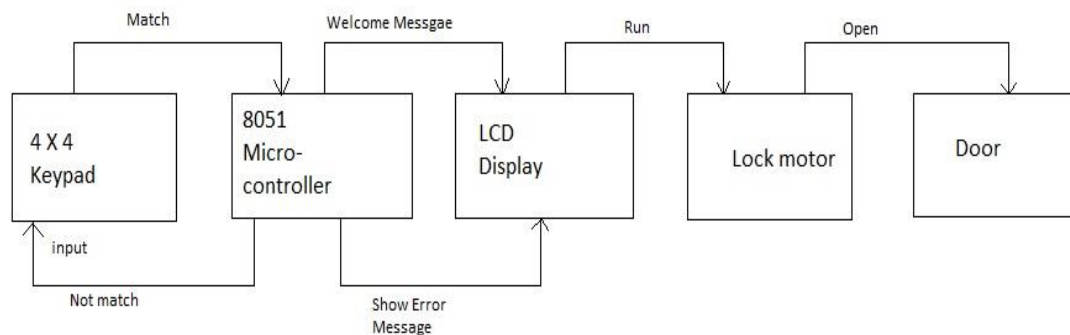 Match
Welcome Messgae
Run
Open
4 X 4
Keypad
8051
Micro-
controller
LCD
Display
Lock motor
Door
input
Not match
Show Error
Message